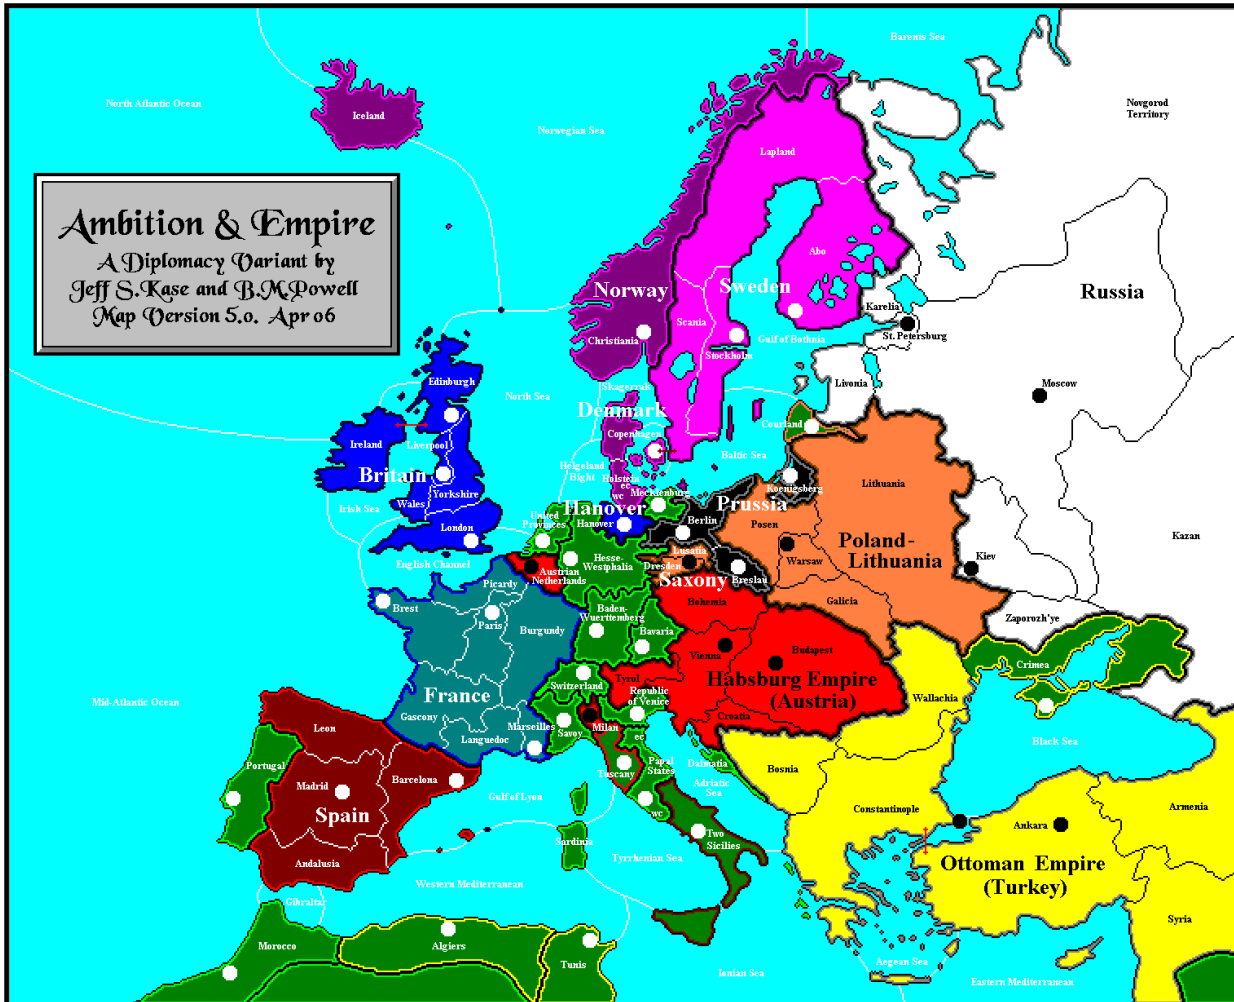 Barents Sea
North Atlantic Ocean
Novgorod
Territory
Iceland
Norwegian Sea
Lapland
Ambition & Empire
A Diplomacy Variant by
Jeff S.Kase and B.M.Powell
Map Version 5.0. Apr 06
Abo
Norway
Sweden
Russia
Karelia
Scania
Christiania
St. Petersburg
Gulf of Bothnia
Stockholm
Edinburgh
Skagerrak
Livonia
Moscow
North Sea
Denmark
Courland
Copenhagen
Ireland
Liverpool
Baltic Sea
Britain
Helgoland
Bight
Holstein
ec
wc
Mecklenburg
Koenigsberg
Lithuania
Yorkshire
Wales
Prussia
Irish Sea
Hanover
United
Provinces
Hanover
Berlin
Posen
London
Poland-
Lithuania
Kazan
Hesse-
Westphalia
Lusatia
Warsaw
Kiev
English Channel
Austrian
Netherlands
Dresden
Saxony
Breslau
Picardy
Brest
Bohemia
Galicia
Baden-
Wuerttemberg
Zaporozh'ye
Paris
Burgundy
Bavaria
Vienna
Budapest
Crimea
Switzerland
Tyrol
Habsburg Empire
(Austria)
France
Republic
of Venice
Wallachia
Mid-Atlantic Ocean
Gascony
Marseilles
Milan
Croatia
Leon
Languedoc
Savoy
ec
Black Sea
Portugal
Papal
States
Dalmatia
Bosnia
Barcelona
Tuscany
Madrid
Adriatic
Sea
Gulf of Lyon
Constantinople
Armenia
Spain
wc
Ankara
Two
Sicilies
Sardinia
Andalusia
Tyrrhenian Sea
Ottoman Empire
(Turkey)
Western Mediterranean
Gibraltar
Syria
Morocco
Algiers
Tunis
Aegean Sea
Ionian Sea
Eastern Mediterranean